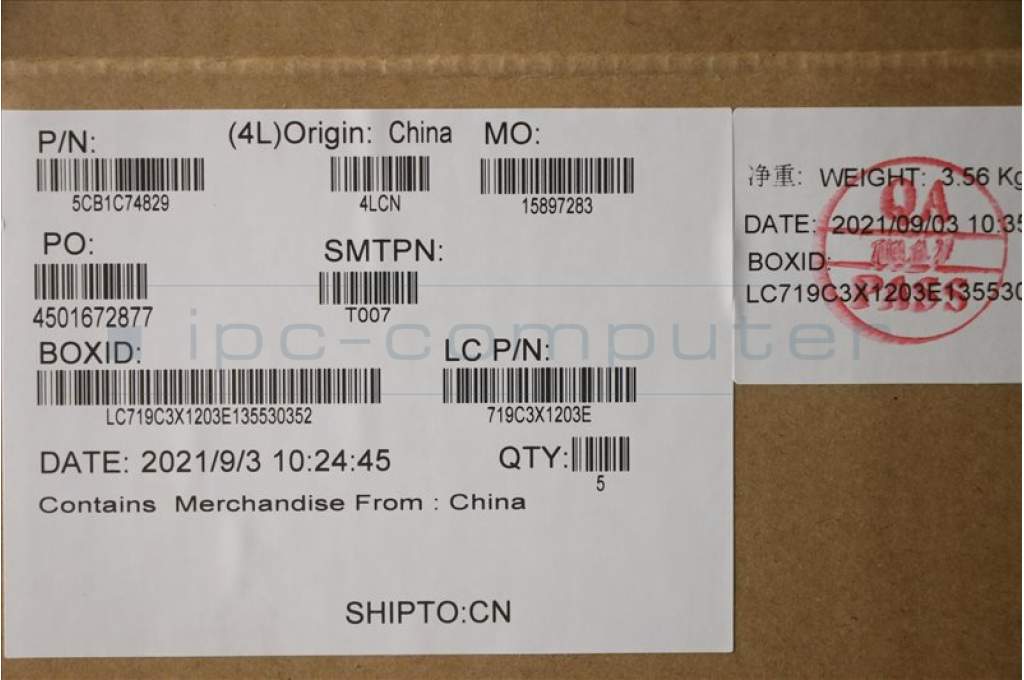 P/N:
5CB1C74829
(4L)Origin: China
4LCN
MO:
15897283
PO:
4501672877
SMTPN:
T007
BOXID:
LC719C3X1203E135530352
LC P/N:
719C3X1203E
DATE: 2021/9/3 10:24:45
QTY:
5
Contains Merchandise From : China
SHIPTO:CN
净重: WEIGHT: 3.56 Kg
DATE: 2021/09/03 10:35
BOXID:
LC719C3X1203E135530
QA
PASS
ipc-computer